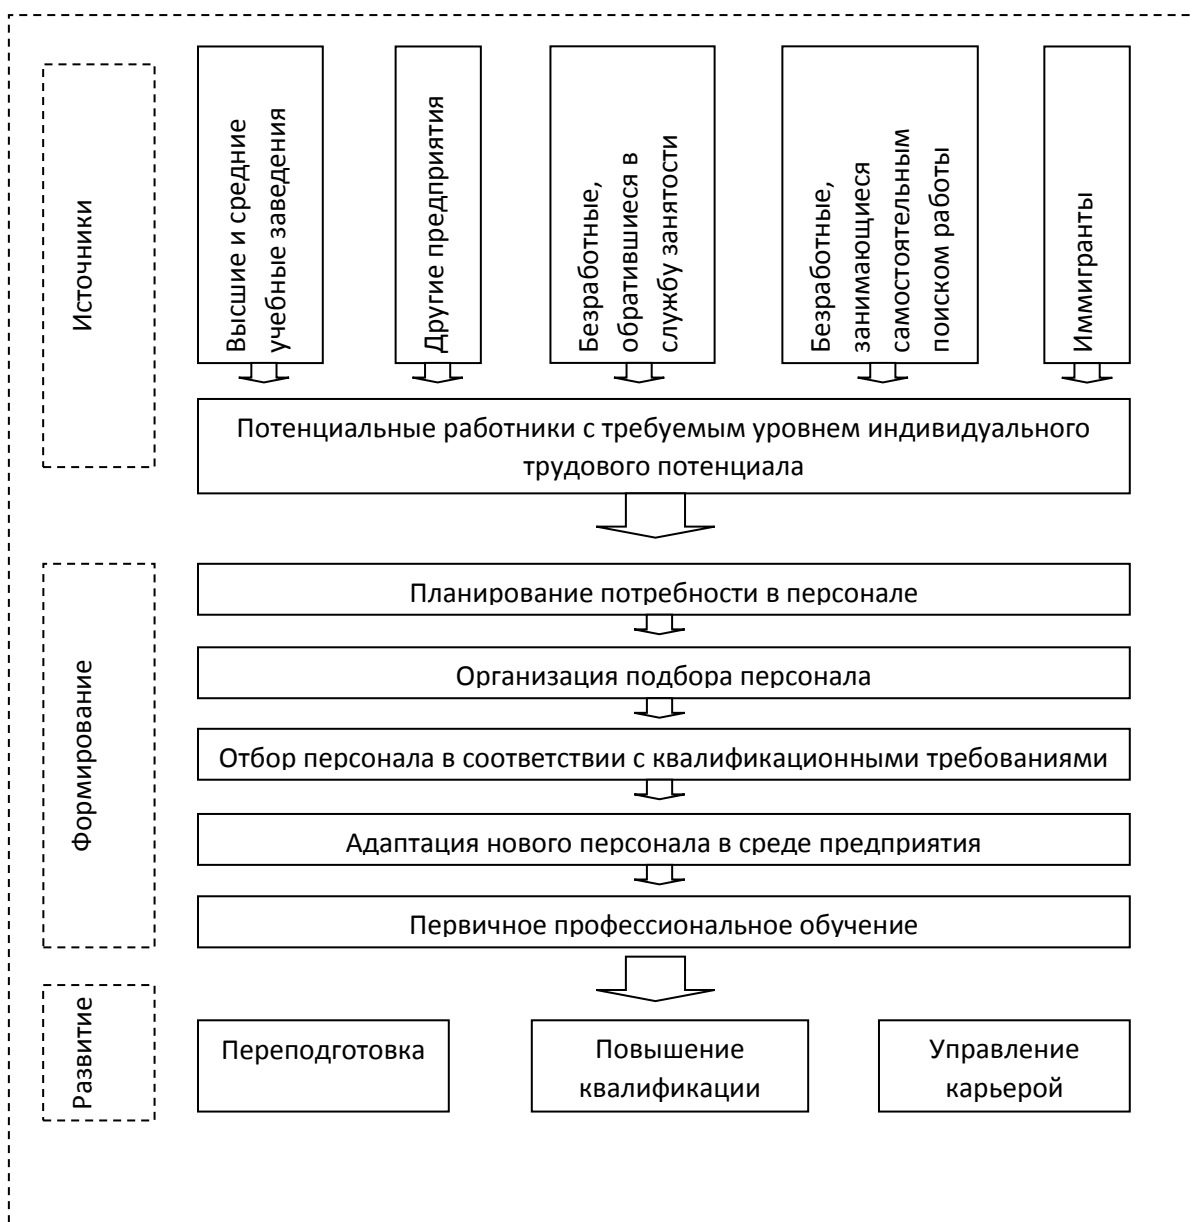 Источники
Высшие и средние
учебные заведения
Другие предприятия
Безработные,
обратившиеся в
службу занятости
Безработные,
занимающиеся
самостоятельным
поиском работы
Иммигранты
Потенциальные работники с требуемым уровнем индивидуального
трудового потенциала
Формирование
Планирование потребности в персонале
Организация подбора персонала
Отбор персонала в соответствии с квалификационными требованиями
Адаптация нового персонала в среде предприятия
Первичное профессиональное обучение
Развитие
Переподготовка
Повышение
квалификации
Управление
карьерой